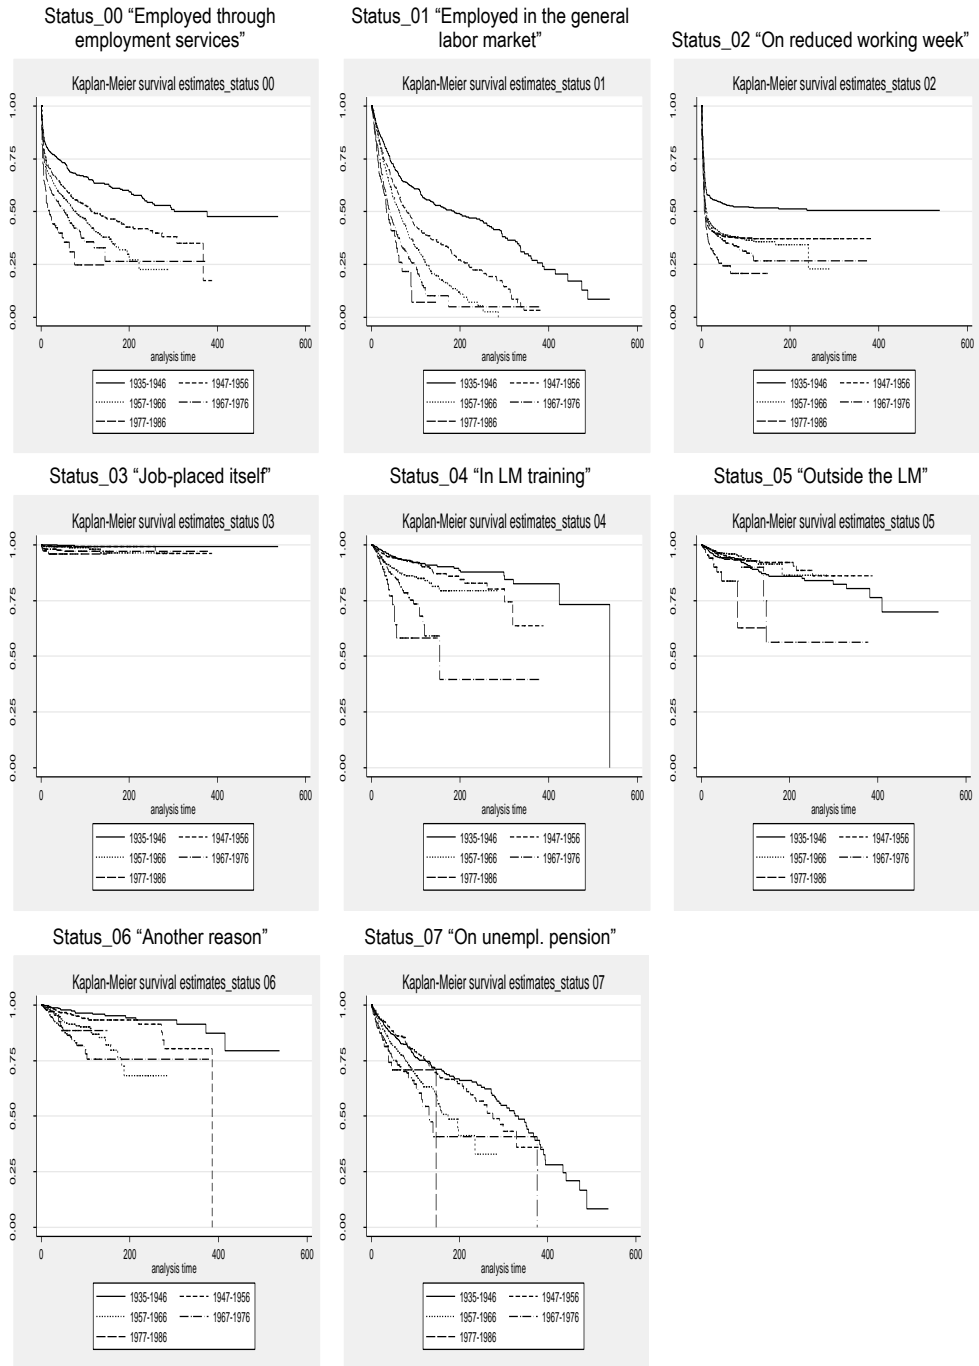 Status_00 “Employed through
employment services”
Kaplan-Meier survival estimates_status 00
1.00
0.75
0.50
0.25
0.00
0 200 400 600
analysis time
1935-1946 1947-1956
1957-1966 1967-1976
1977-1986
Status_01 “Employed in the general
labor market”
Kaplan-Meier survival estimates_status 01
1.00
0.75
0.50
0.25
0.00
0 200 400 600
analysis time
1935-1946 1947-1956
1957-1966 1967-1976
1977-1986
Status_02 “On reduced working week”
Kaplan-Meier survival estimates_status 02
1.00
0.75
0.50
0.25
0.00
0 200 400 600
analysis time
1935-1946 1947-1956
1957-1966 1967-1976
1977-1986
Status_03 “Job-placed itself”
Kaplan-Meier survival estimates_status 03
1.00
0.75
0.50
0.25
0.00
0 200 400 600
analysis time
1935-1946 1947-1956
1957-1966 1967-1976
1977-1986
Status_04 “In LM training”
Kaplan-Meier survival estimates_status 04
1.00
0.75
0.50
0.25
0.00
0 200 400 600
analysis time
1935-1946 1947-1956
1957-1966 1967-1976
1977-1986
Status_05 “Outside the LM”
Kaplan-Meier survival estimates_status 05
1.00
0.75
0.50
0.25
0.00
0 200 400 600
analysis time
1935-1946 1947-1956
1957-1966 1967-1976
1977-1986
Status_06 “Another reason”
Kaplan-Meier survival estimates_status 06
1.00
0.75
0.50
0.25
0.00
0 200 400 600
analysis time
1935-1946 1947-1956
1957-1966 1967-1976
1977-1986
Status_07 “On unempl. pension”
Kaplan-Meier survival estimates_status 07
1.00
0.75
0.50
0.25
0.00
0 200 400 600
analysis time
1935-1946 1947-1956
1957-1966 1967-1976
1977-1986